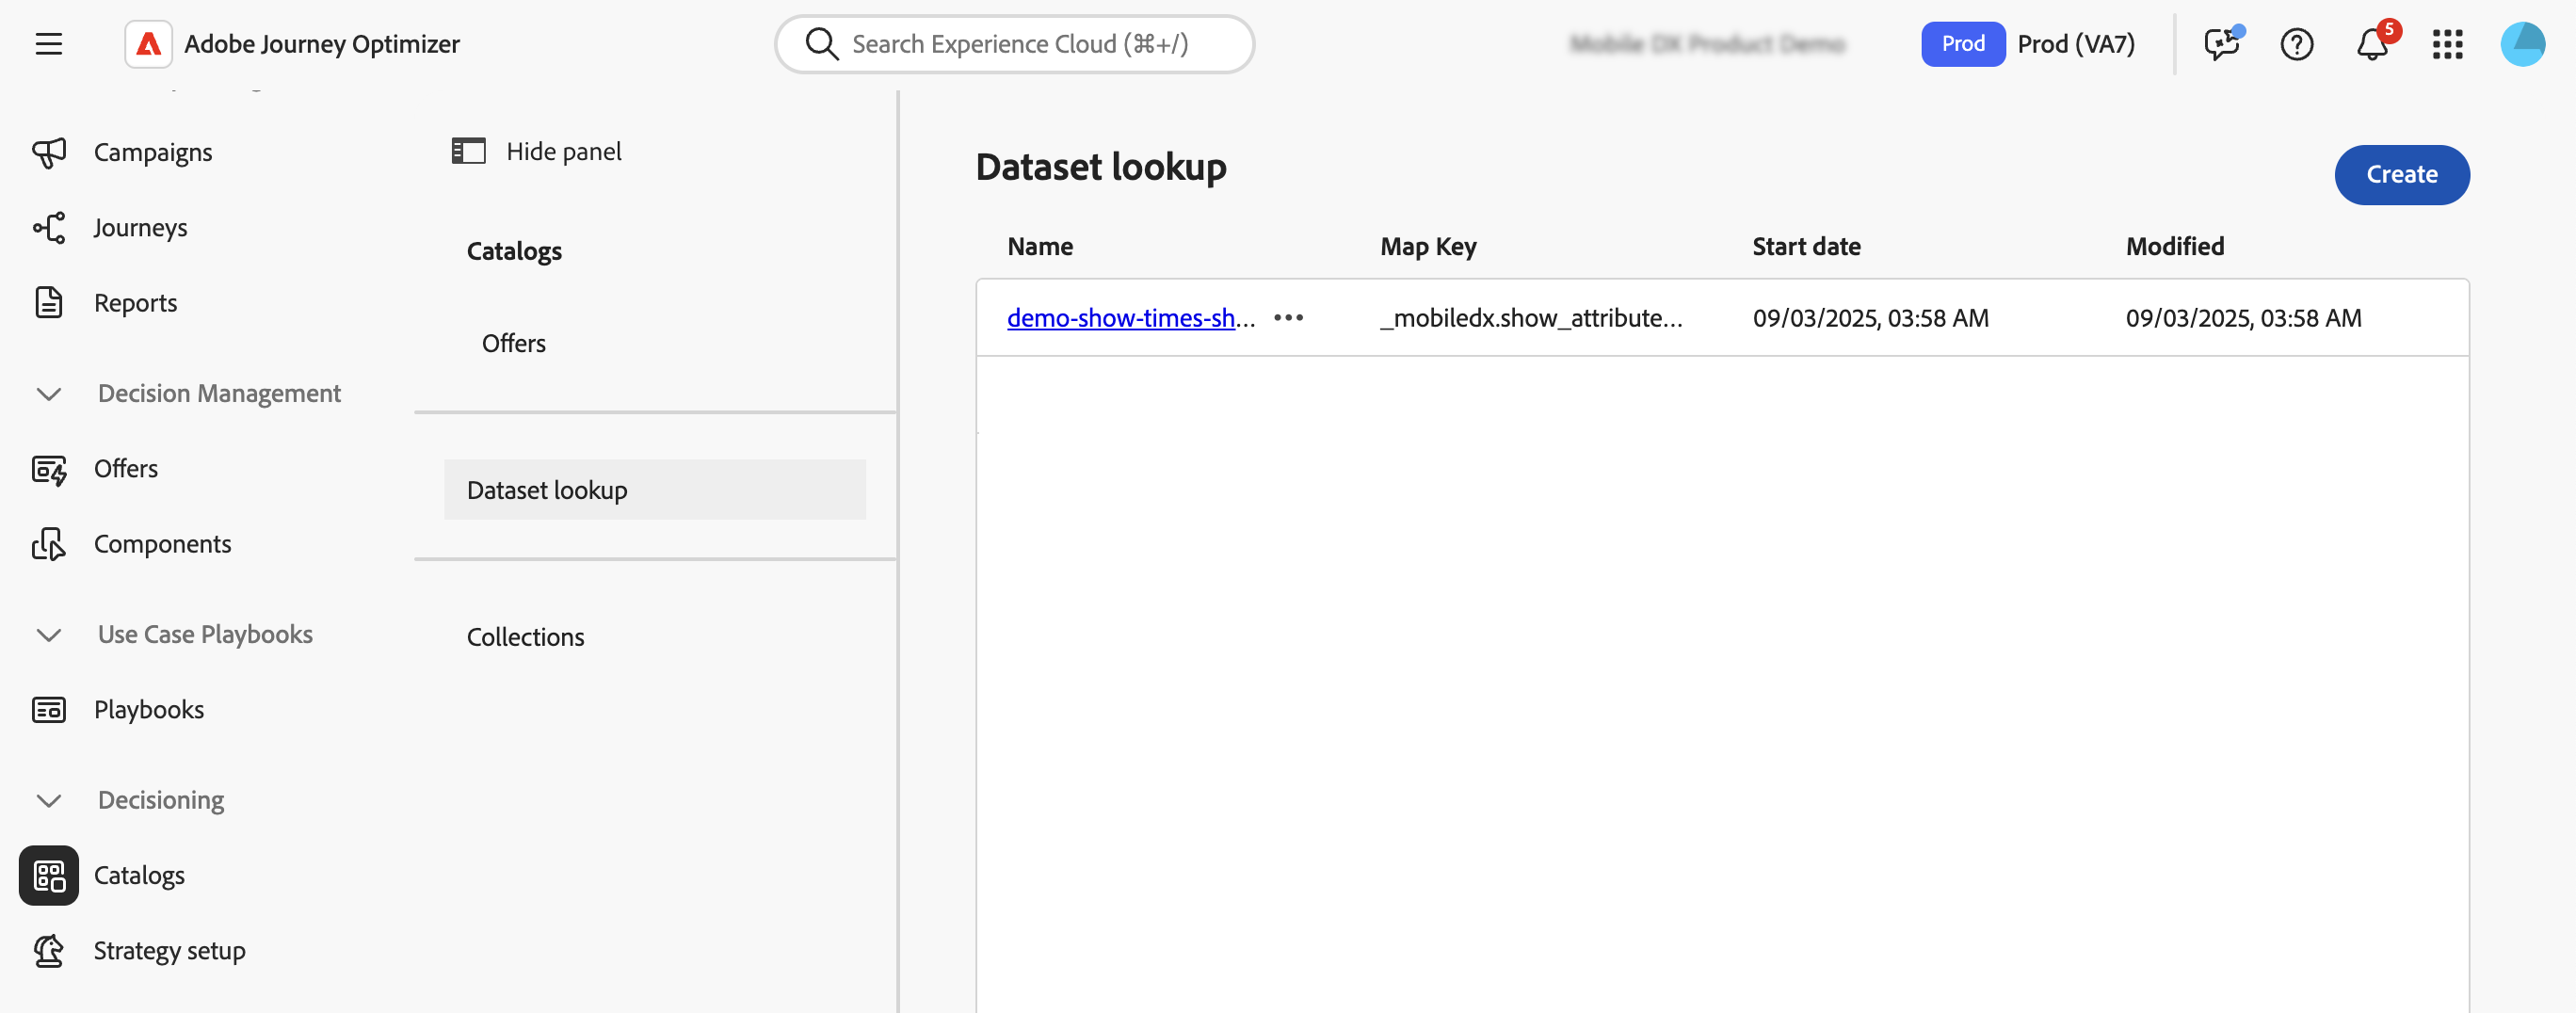 Adobe Journey Optimizer
Search Experience Cloud (⌘+/)
Prod
Prod (VA7)
5
Campaigns
Journeys
Reports
Decision Management
Offers
Components
Use Case Playbooks
Playbooks
Decisioning
Catalogs
Strategy setup
Hide panel
Catalogs
Offers
Dataset lookup
Collections
Dataset lookup
Create
Name Map Key Start date Modified
demo-show-times-sh... ••• _mobiledx.show_attribute... 09/03/2025, 03:58 AM 09/03/2025, 03:58 AM